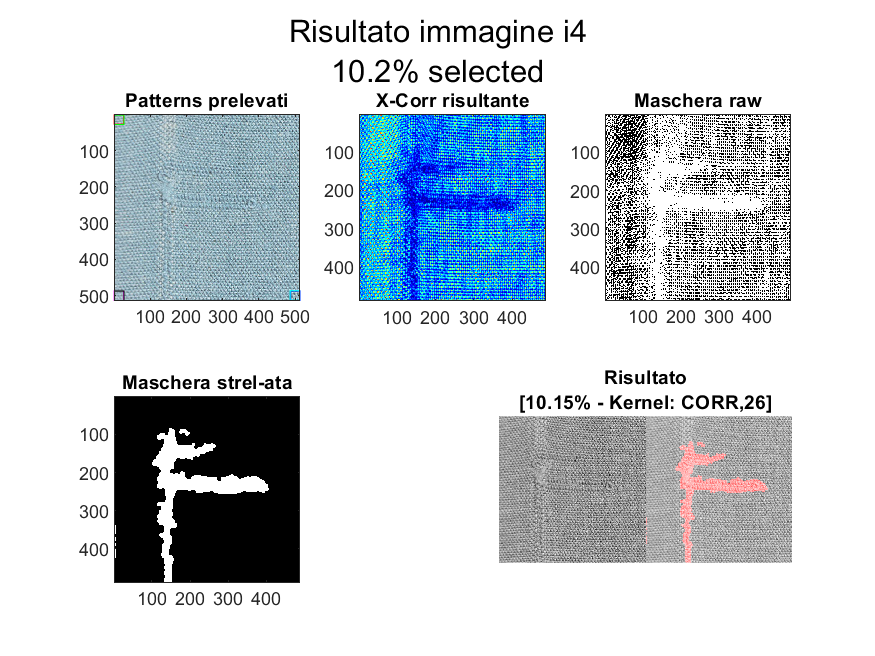 Risultato immagine i4
10.2% selected
Patterns prelevati
X-Corr risultante
Maschera raw
100
200
300
400
500
100 200 300 400 500
100
200
300
400
100 200 300 400
100
200
300
400
100 200 300 400
Maschera strel-ata
Risultato
[10.15% - Kernel: CORR,26]
100
200
300
400
100 200 300 400